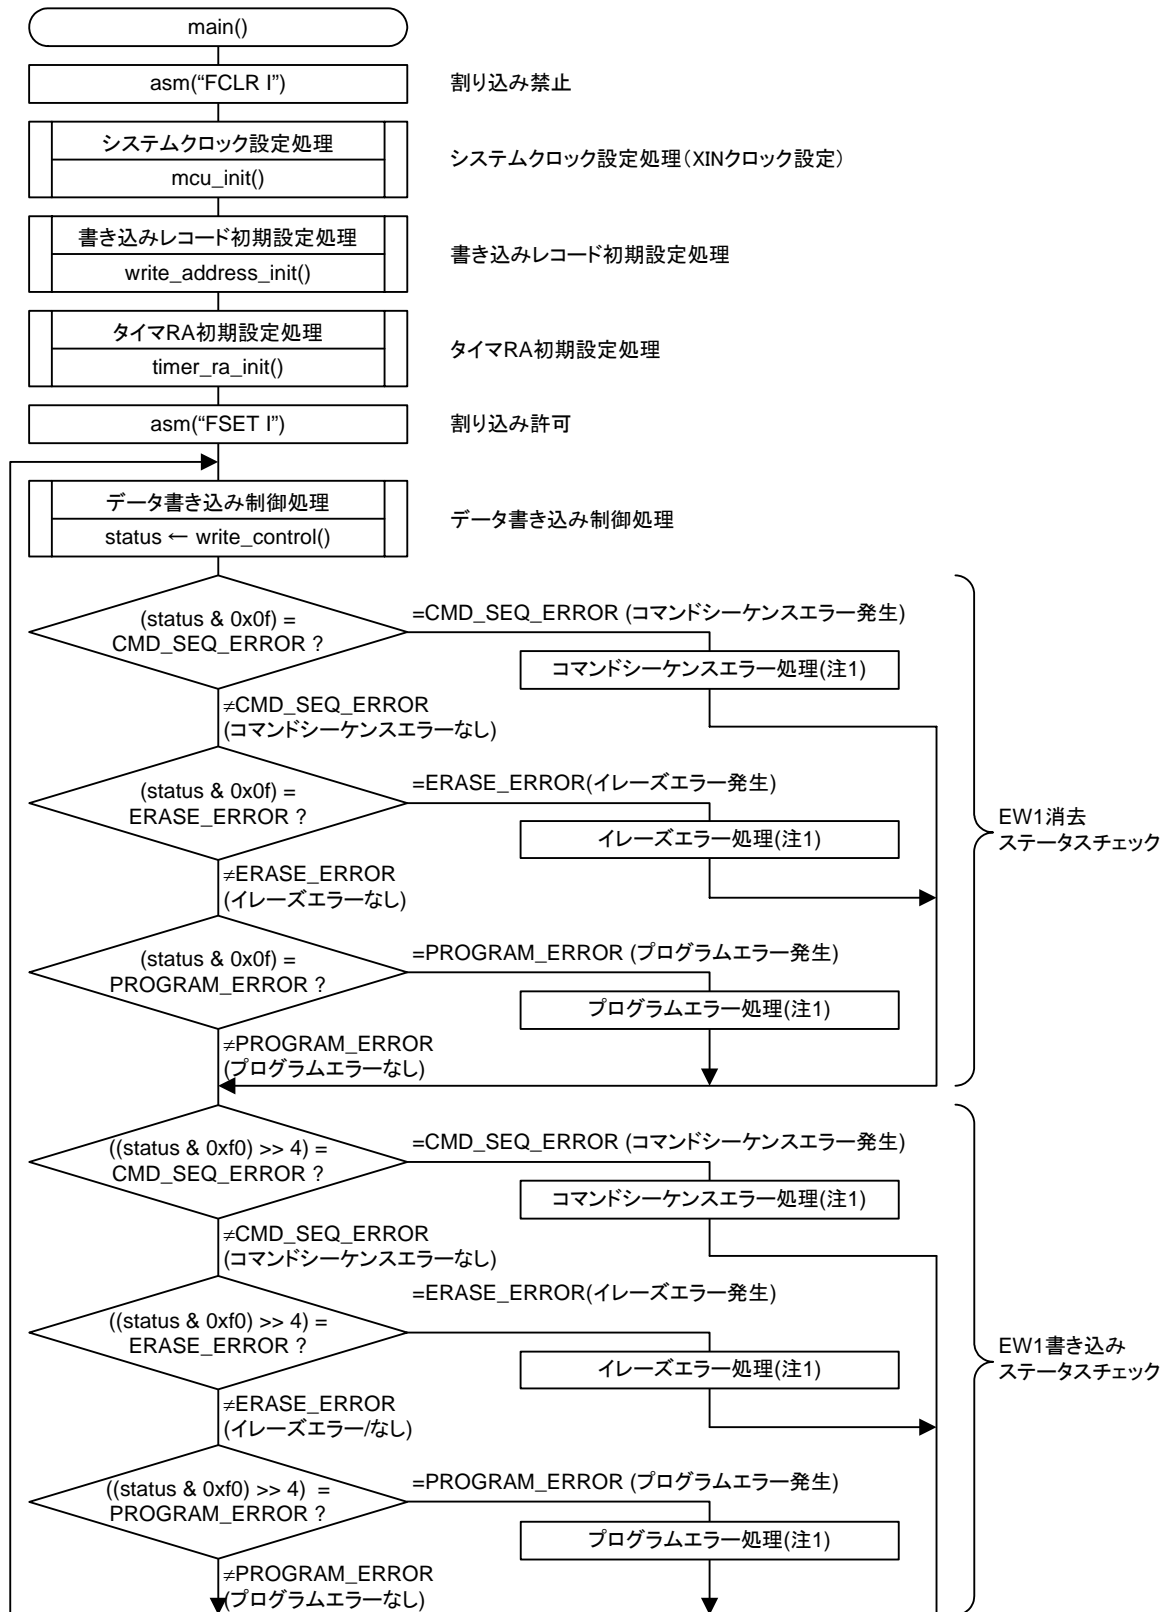 main()
asm(“FCLR I”)
割り込み禁止
システムクロック設定処理
mcu_init()
システムクロック設定処理（XINクロック設定）
書き込みレコード初期設定処理
write_address_init()
書き込みレコード初期設定処理
タイマRA初期設定処理
timer_ra_init()
タイマRA初期設定処理
asm(“FSET I”)
割り込み許可
データ書き込み制御処理
status ← write_control()
データ書き込み制御処理
(status & 0x0f) =
CMD_SEQ_ERROR ?
=CMD_SEQ_ERROR (コマンドシーケンスエラー発生)
コマンドシーケンスエラー処理(注1)
≠CMD_SEQ_ERROR
(コマンドシーケンスエラーなし)
(status & 0x0f) =
ERASE_ERROR ?
=ERASE_ERROR(イレーズエラー発生)
イレーズエラー処理(注1)
≠ERASE_ERROR
(イレーズエラーなし)
EW1消去
ステータスチェック
(status & 0x0f) =
PROGRAM_ERROR ?
=PROGRAM_ERROR (プログラムエラー発生)
プログラムエラー処理(注1)
≠PROGRAM_ERROR
(プログラムエラーなし)
((status & 0xf0) >> 4) =
CMD_SEQ_ERROR ?
=CMD_SEQ_ERROR (コマンドシーケンスエラー発生)
コマンドシーケンスエラー処理(注1)
≠CMD_SEQ_ERROR
(コマンドシーケンスエラーなし)
((status & 0xf0) >> 4) =
ERASE_ERROR ?
=ERASE_ERROR(イレーズエラー発生)
イレーズエラー処理(注1)
≠ERASE_ERROR
(イレーズエラー/なし)
EW1書き込み
ステータスチェック
((status & 0xf0) >> 4) =
PROGRAM_ERROR ?
=PROGRAM_ERROR (プログラムエラー発生)
プログラムエラー処理(注1)
≠PROGRAM_ERROR
(プログラムエラーなし)